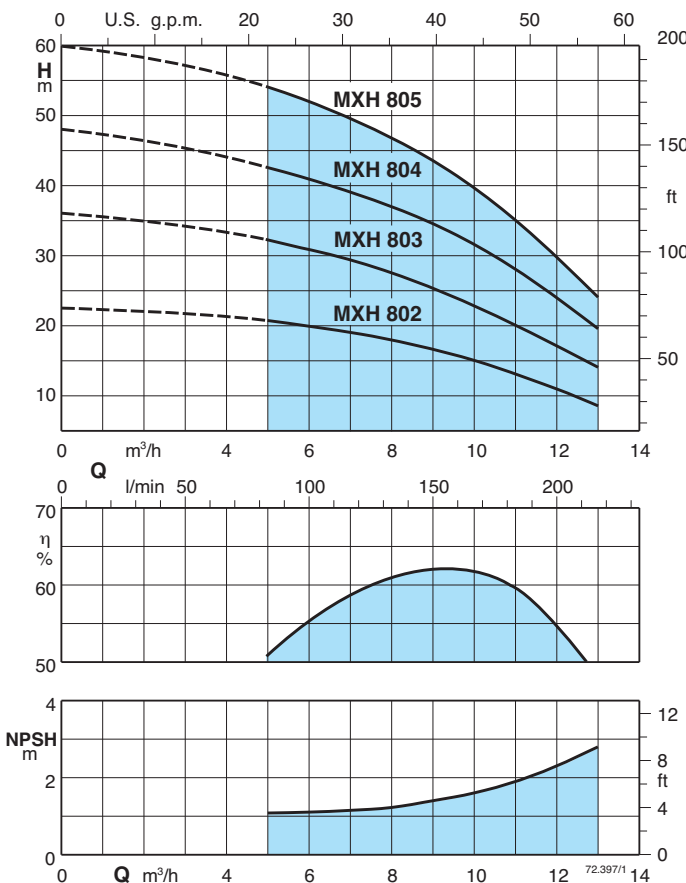 0 U.S. g.p.m. 20 30 40 50 60
60 200
H
m
MXH 805
50
150
MXH 804
40
ft
MXH 803
30 100
MXH 802
20
50
10
0 m³/h 4 6 8 10 12 14
Q
0 l/min 50 100 150 200
70
η
%
60
50
4
12
NPSH
m
8
2 ft
4
0 0
72.397/1
0 Q m³/h 4 6 8 10 12 14